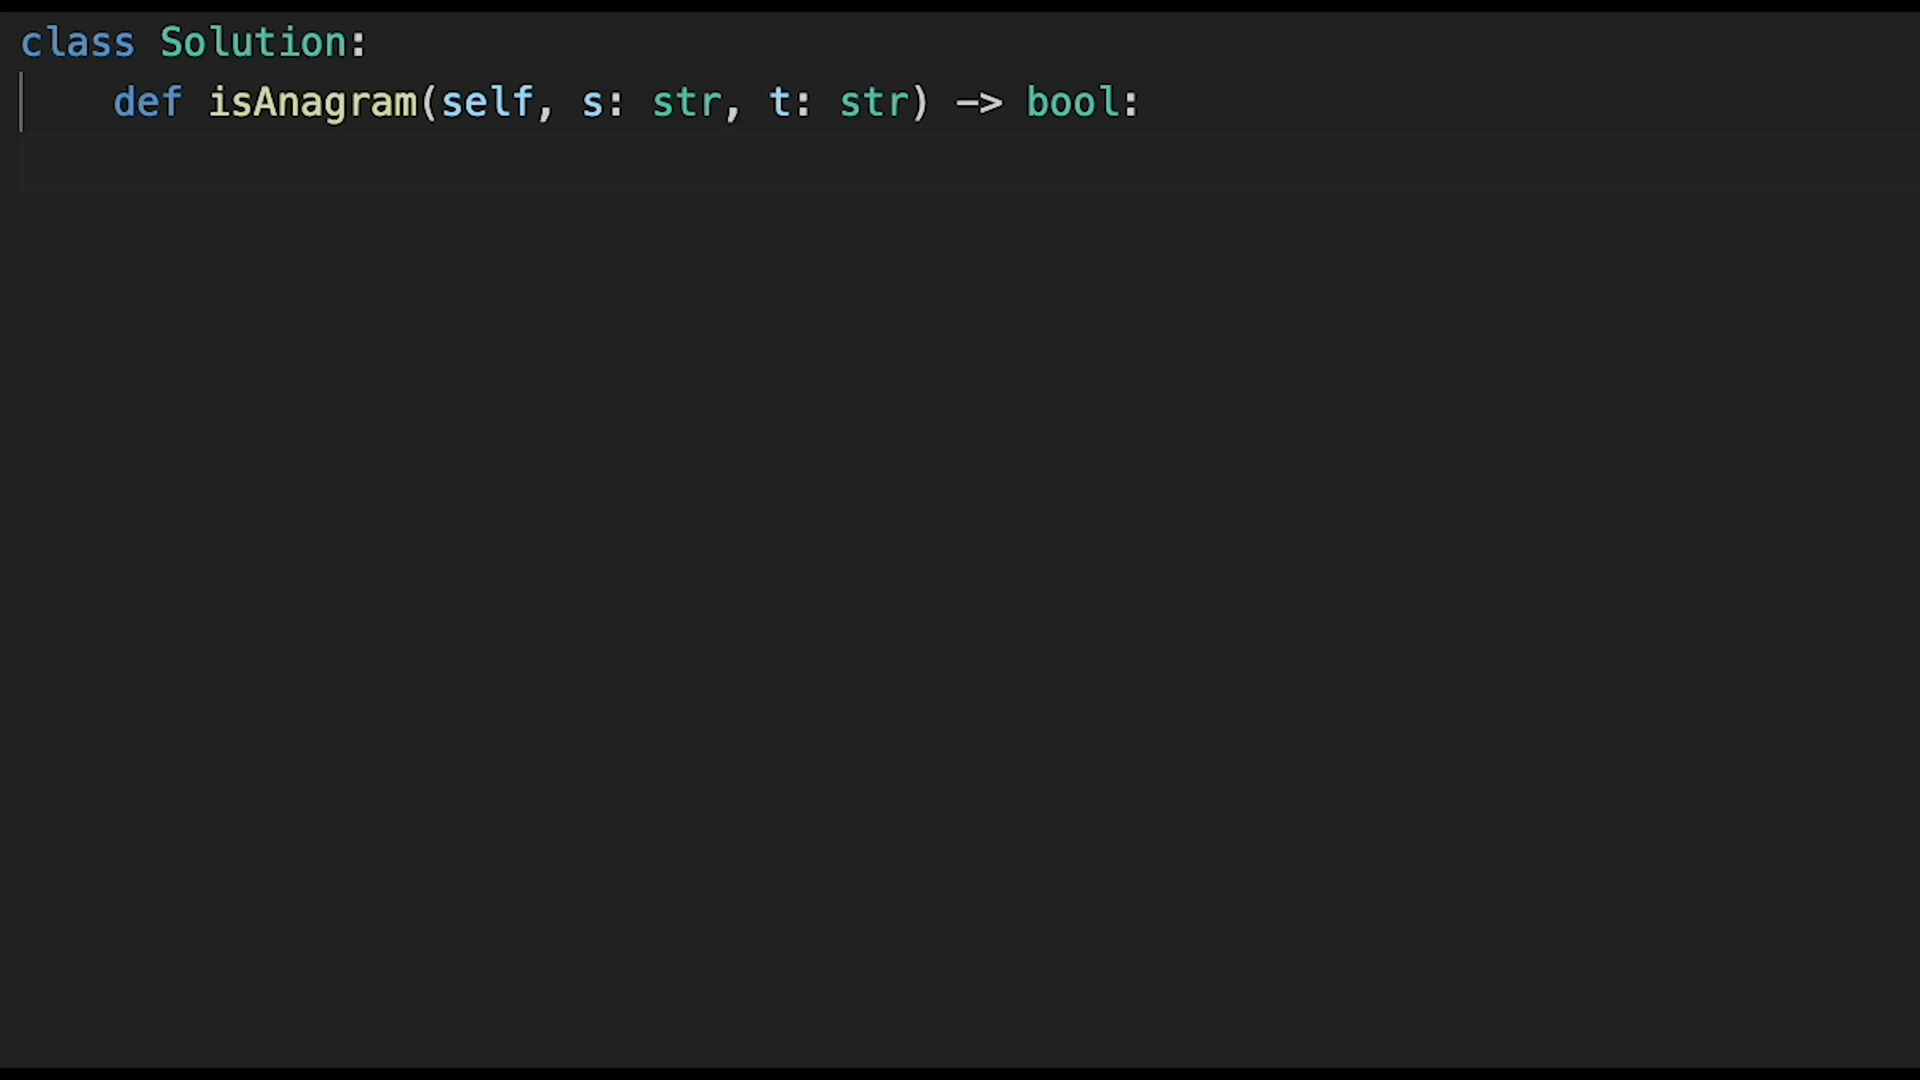 class Solution:
    def isAnagram(self, s: str, t: str) -> bool: